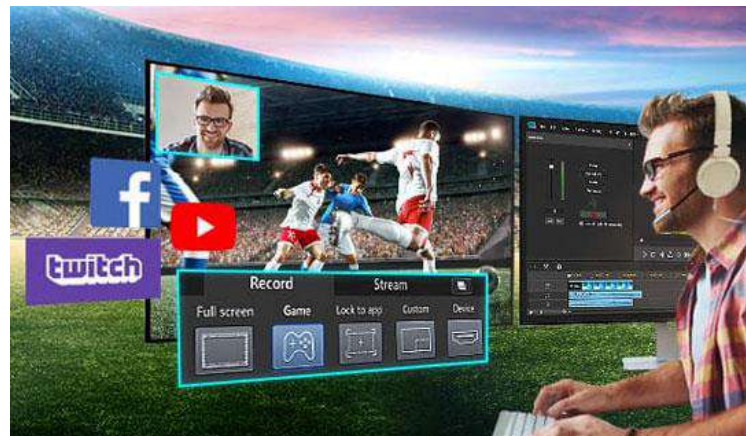 f
twitch
Record
Stream
Full screen
Game
Lock to app
Custom
Device